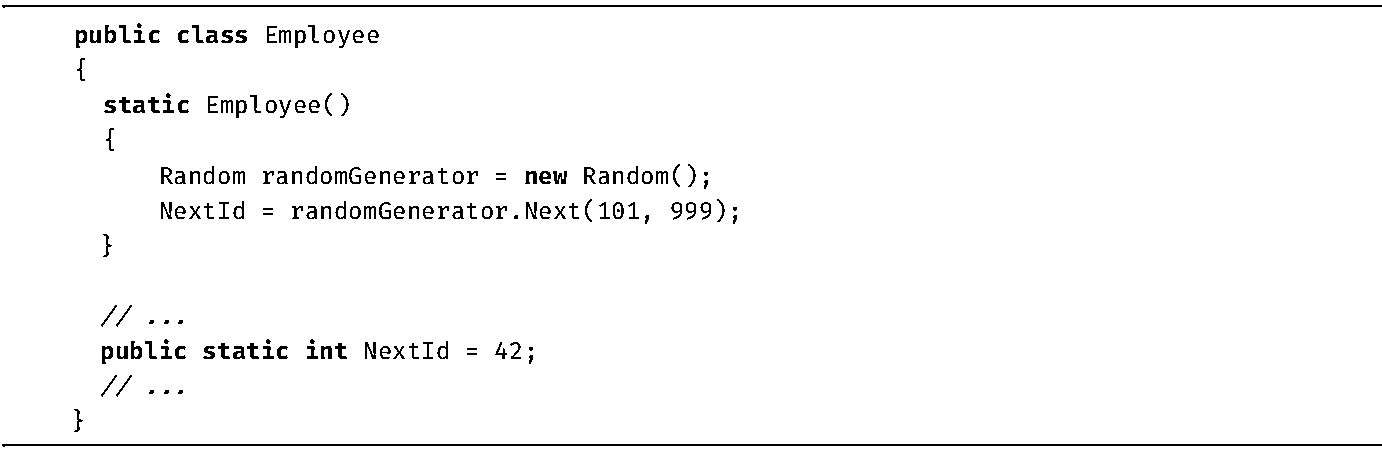 public class Employee
{
  static Employee()
  {
      Random randomGenerator = new Random();
      NextId = randomGenerator.Next(101, 999);
  }

  // ...
  public static int NextId = 42;
  // ...
}